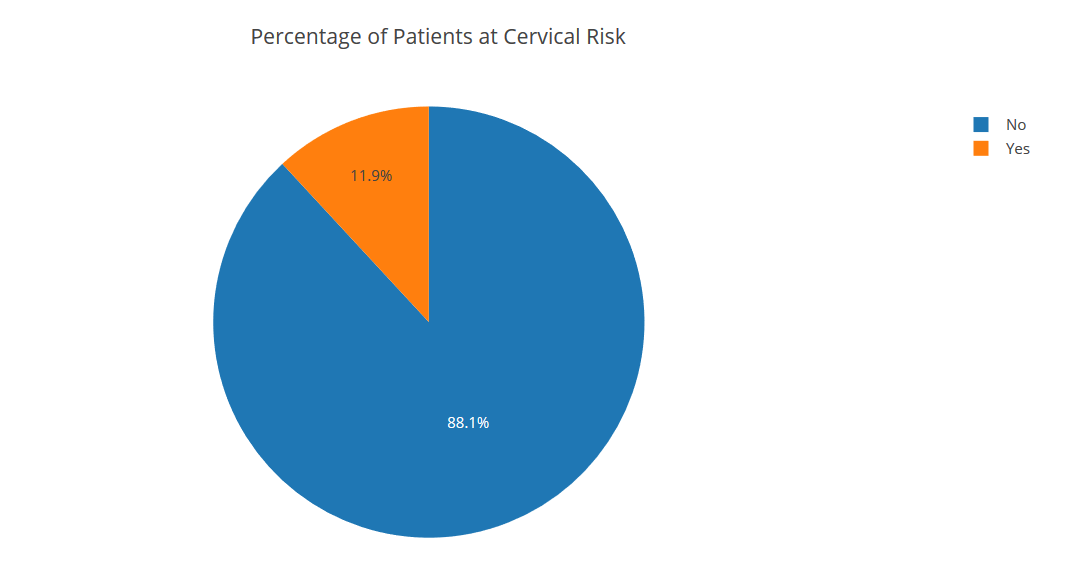 Percentage of Patients at Cervical Risk
No
Yes
11.9%
88.1%